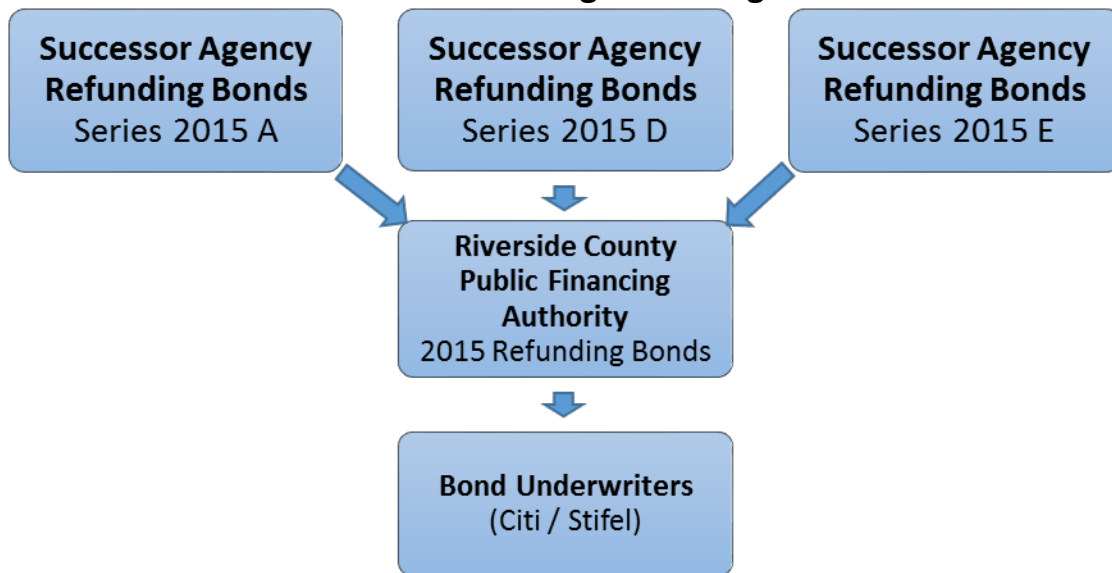 Successor Agency
Refunding Bonds
Series 2015 A
Successor Agency
Refunding Bonds
Series 2015 D
Successor Agency
Refunding Bonds
Series 2015 E
Riverside County
Public Financing
Authority
2015 Refunding Bonds
Bond Underwriters
(Citi / Stifel)